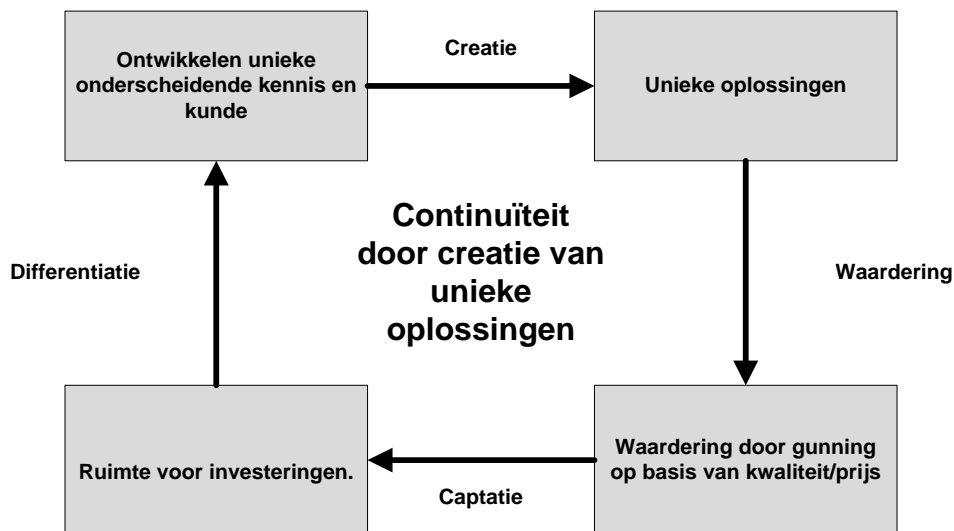 Ontwikkelen unieke
onderscheidende kennis en
kunde
Creatie
Unieke oplossingen
Continuïteit
door creatie van
unieke
oplossingen
Differentiatie
Waardering
Ruimte voor investeringen.
Captatie
Waardering door gunning
op basis van kwaliteit/prijs